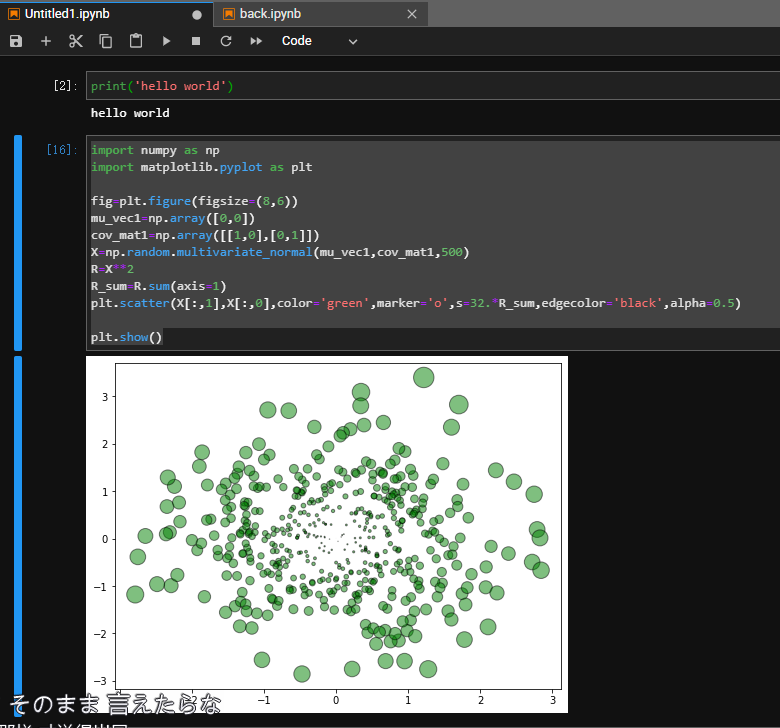 Untitled1.ipynb
back.ipynb
Code
[2]:
print('hello world')
hello world
[16]:
import numpy as np
import matplotlib.pyplot as plt
fig=plt.figure(figsize=(8,6))
mu_vec1=np.array([0,0])
cov_mat1=np.array([[1,0],[0,1]])
X=np.random.multivariate_normal(mu_vec1,cov_mat1,500)
R=X**2
R_sum=R.sum(axis=1)
plt.scatter(X[:,1],X[:,0],color='green',marker='o',s=32.*R_sum,edgecolor='black',alpha=0.5)
plt.show()
3
2
1
0
−1
−2
−3
−2
−1
0
1
2
3
そのまま 言えたらな